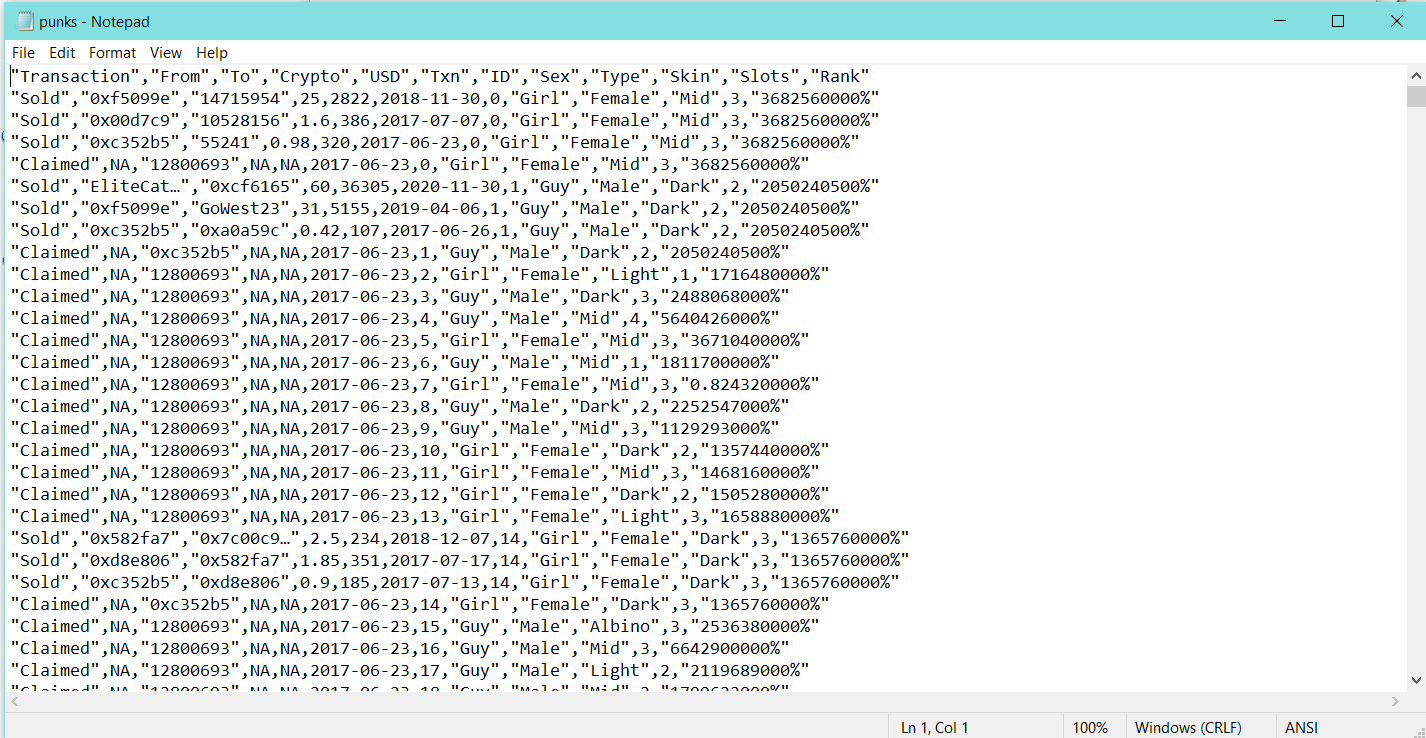 punks - Notepad
File Edit Format View Help
"Transaction","From","To","Crypto","USD","Txn","ID","Sex","Type","Skin","Slots","Rank"
"Sold","0xf5099e","14715954",25,2822,2018-11-30,0,"Girl","Female","Mid",3,"3682560000%"
"Sold","0x00d7c9","10528156",1.6,386,2017-07-07,0,"Girl","Female","Mid",3,"3682560000%"
"Sold","0xc352b5","55241",0.98,320,2017-06-23,0,"Girl","Female","Mid",3,"3682560000%"
"Claimed",NA,"12800693",NA,NA,2017-06-23,0,"Girl","Female","Mid",3,"3682560000%"
"Sold","EliteCat…","0xcf6165",60,36305,2020-11-30,1,"Guy","Male","Dark",2,"2050240500%"
"Sold","0xf5099e","GoWest23",31,5155,2019-04-06,1,"Guy","Male","Dark",2,"2050240500%"
"Sold","0xc352b5","0xa0a59c",0.42,107,2017-06-26,1,"Guy","Male","Dark",2,"2050240500%"
"Claimed",NA,"0xc352b5",NA,NA,2017-06-23,1,"Guy","Male","Dark",2,"2050240500%"
"Claimed",NA,"12800693",NA,NA,2017-06-23,2,"Girl","Female","Light",1,"1716480000%"
"Claimed",NA,"12800693",NA,NA,2017-06-23,3,"Guy","Male","Dark",3,"2488068000%"
"Claimed",NA,"12800693",NA,NA,2017-06-23,4,"Guy","Male","Mid",4,"5640426000%"
"Claimed",NA,"12800693",NA,NA,2017-06-23,5,"Girl","Female","Mid",3,"3671040000%"
"Claimed",NA,"12800693",NA,NA,2017-06-23,6,"Guy","Male","Mid",1,"1811700000%"
"Claimed",NA,"12800693",NA,NA,2017-06-23,7,"Girl","Female","Mid",3,"0.824320000%"
"Claimed",NA,"12800693",NA,NA,2017-06-23,8,"Guy","Male","Dark",2,"2252547000%"
"Claimed",NA,"12800693",NA,NA,2017-06-23,9,"Guy","Male","Mid",3,"1129293000%"
"Claimed",NA,"12800693",NA,NA,2017-06-23,10,"Girl","Female","Dark",2,"1357440000%"
"Claimed",NA,"12800693",NA,NA,2017-06-23,11,"Girl","Female","Mid",3,"1468160000%"
"Claimed",NA,"12800693",NA,NA,2017-06-23,12,"Girl","Female","Dark",2,"1505280000%"
"Claimed",NA,"12800693",NA,NA,2017-06-23,13,"Girl","Female","Light",3,"1658880000%"
"Sold","0x582fa7","0x7c00c9…",2.5,234,2018-12-07,14,"Girl","Female","Dark",3,"1365760000%"
"Sold","0xd8e806","0x582fa7",1.85,351,2017-07-17,14,"Girl","Female","Dark",3,"1365760000%"
"Sold","0xc352b5","0xd8e806",0.9,185,2017-07-13,14,"Girl","Female","Dark",3,"1365760000%"
"Claimed",NA,"0xc352b5",NA,NA,2017-06-23,14,"Girl","Female","Dark",3,"1365760000%"
"Claimed",NA,"12800693",NA,NA,2017-06-23,15,"Guy","Male","Albino",3,"2536380000%"
"Claimed",NA,"12800693",NA,NA,2017-06-23,16,"Guy","Male","Mid",3,"6642900000%"
"Claimed",NA,"12800693",NA,NA,2017-06-23,17,"Guy","Male","Light",2,"2119689000%"
"Claimed",NA,"12800693",NA,NA,2017-06-23,18,"Guy","Male","Mid"
Ln 1, Col 1 100% Windows (CRLF) ANSI